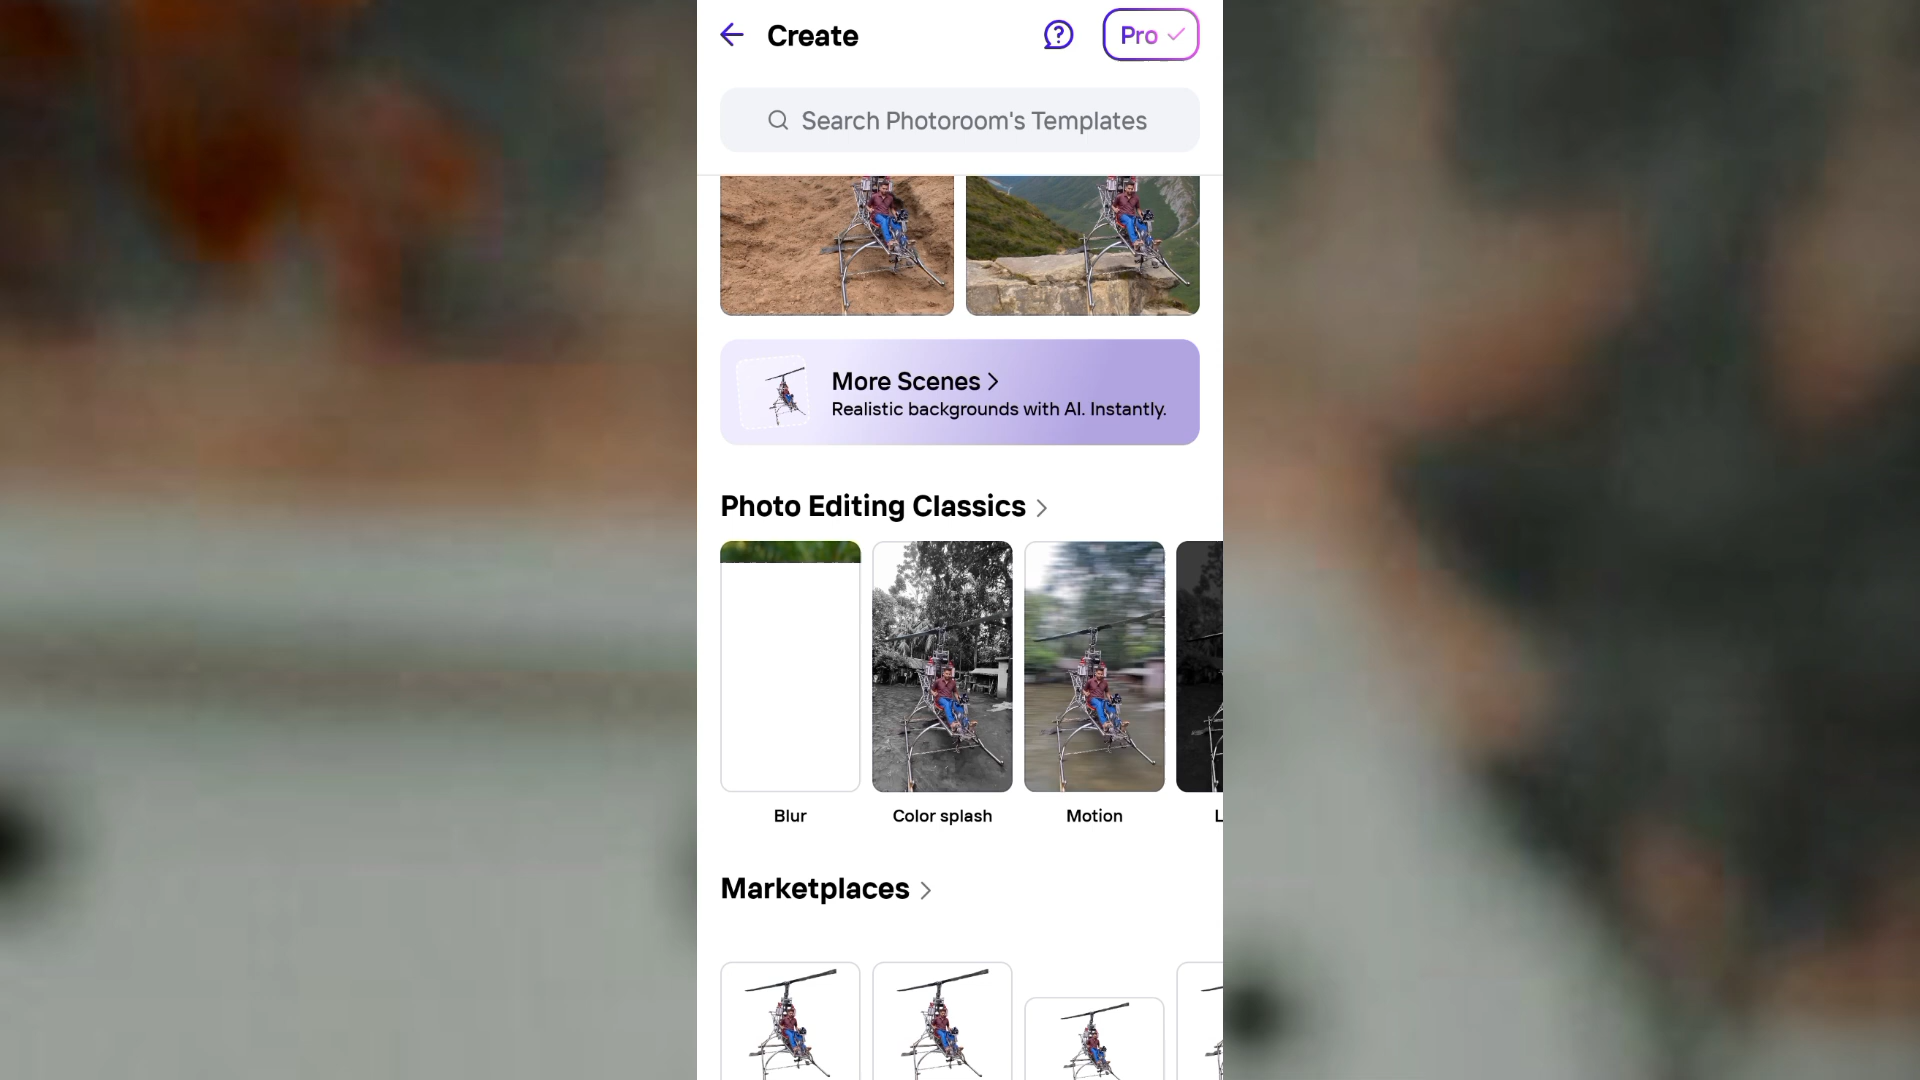 Create
Pro
Search Photoroom's Templates
More Scenes
Realistic backgrounds with AI. Instantly.
Photo Editing Classics
Blur
Color splash
Motion
L
Marketplaces